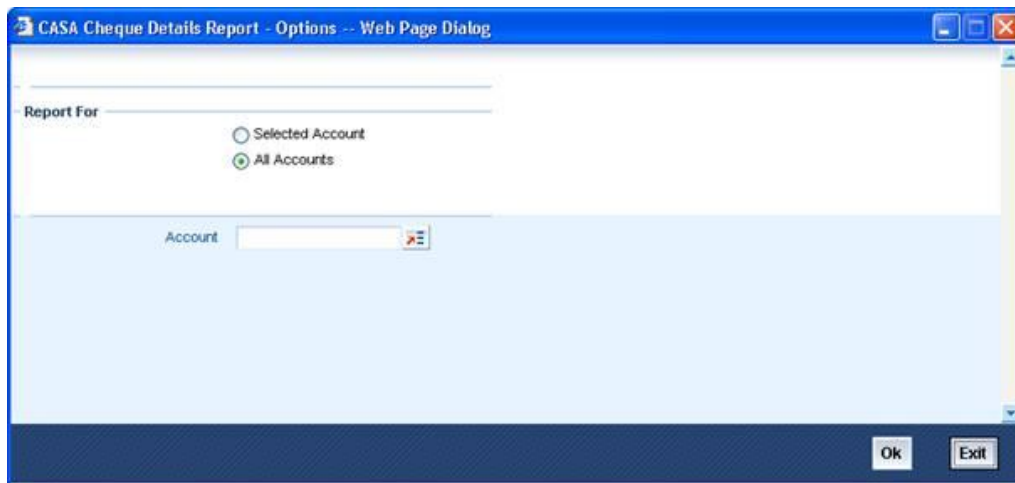 CASA Cheque Details Report - Options -- Web Page Dialog
Report For
Selected Account
All Accounts
Account
Ok
Exit